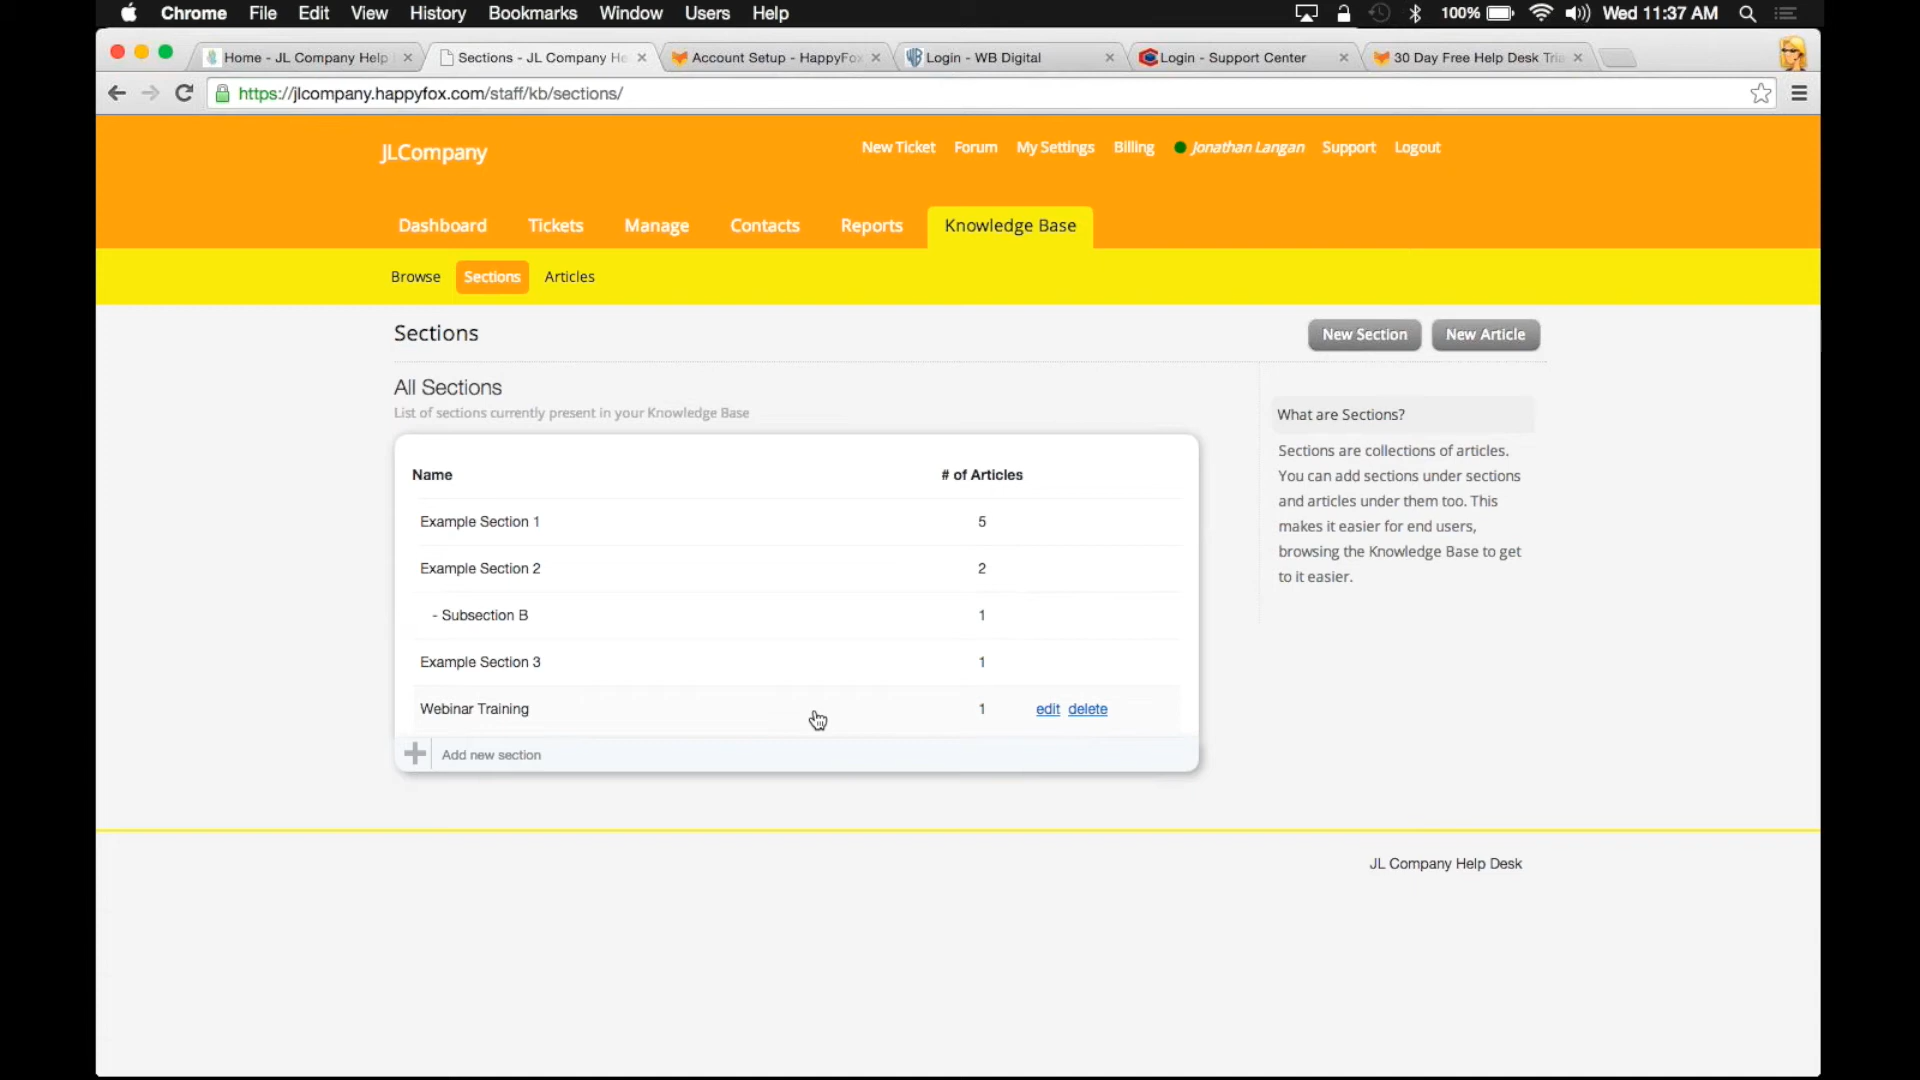 Chrome File Edit View History Bookmarks Window Users Help 100% Wed 11:37 AM
Home - JL Company Help Sections - JL Company He Account Setup - HappyFox Login - WB Digital Login - Support Center 30 Day Free Help Desk Tria
https://jlcompany.happyfox.com/staff/kb/sections/
JLCompany New Ticket Forum My Settings Billing Jonathan Langan Support Logout
Dashboard Tickets Manage Contacts Reports Knowledge Base
Browse Sections Articles
Sections New Section New Article
All Sections
List of sections currently present in your Knowledge Base
Name # of Articles
Example Section 1 5
Example Section 2 2
- Subsection B 1
Example Section 3 1
Webinar Training 1 edit delete
Add new section
What are Sections?
Sections are collections of articles.
You can add sections under sections
and articles under them too. This
makes it easier for end users,
browsing the Knowledge Base to get
to it easier.
JL Company Help Desk